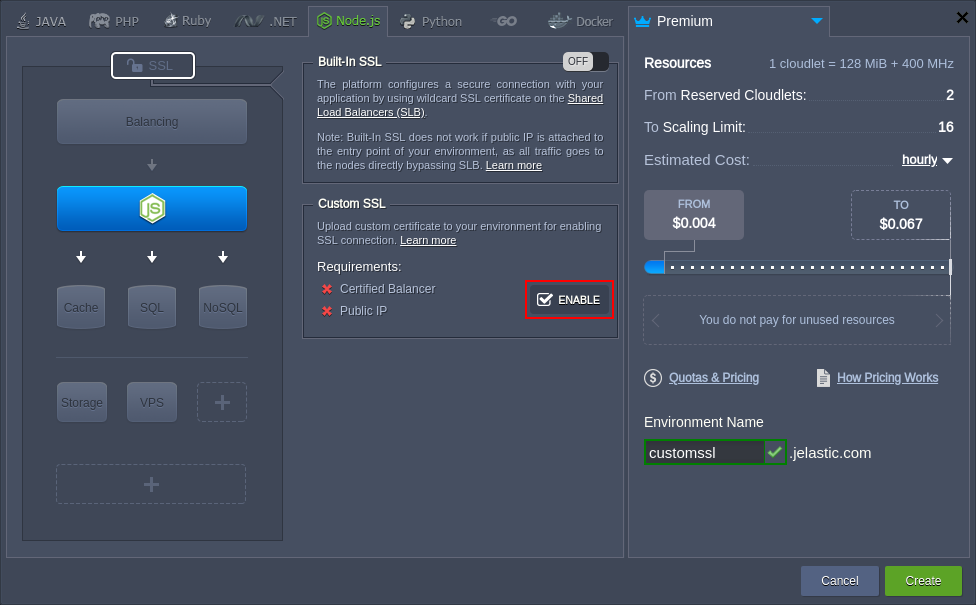 JAVA PHP Ruby .NET Node.js Python GO Docker
Premium
SSL
Balancing
JS
Cache SQL NoSQL
Storage VPS
Built-In SSL
OFF
The platform configures a secure connection with your
application by using wildcard SSL certificate on the Shared
Load Balancers (SLB).
Note: Built-In SSL does not work if public IP is attached to
the entry point of your environment, as all traffic goes to
the nodes directly bypassing SLB. Learn more
Custom SSL
Upload custom certificate to your environment for enabling
SSL connection. Learn more
Requirements:
Certified Balancer
Public IP
ENABLE
Resources 1 cloudlet = 128 MiB + 400 MHz
From Reserved Cloudlets: 2
To Scaling Limit: 16
Estimated Cost: hourly
FROM
$0.004
TO
$0.067
You do not pay for unused resources
$ Quotas & Pricing How Pricing Works
Environment Name
customssl .jelastic.com
Cancel Create